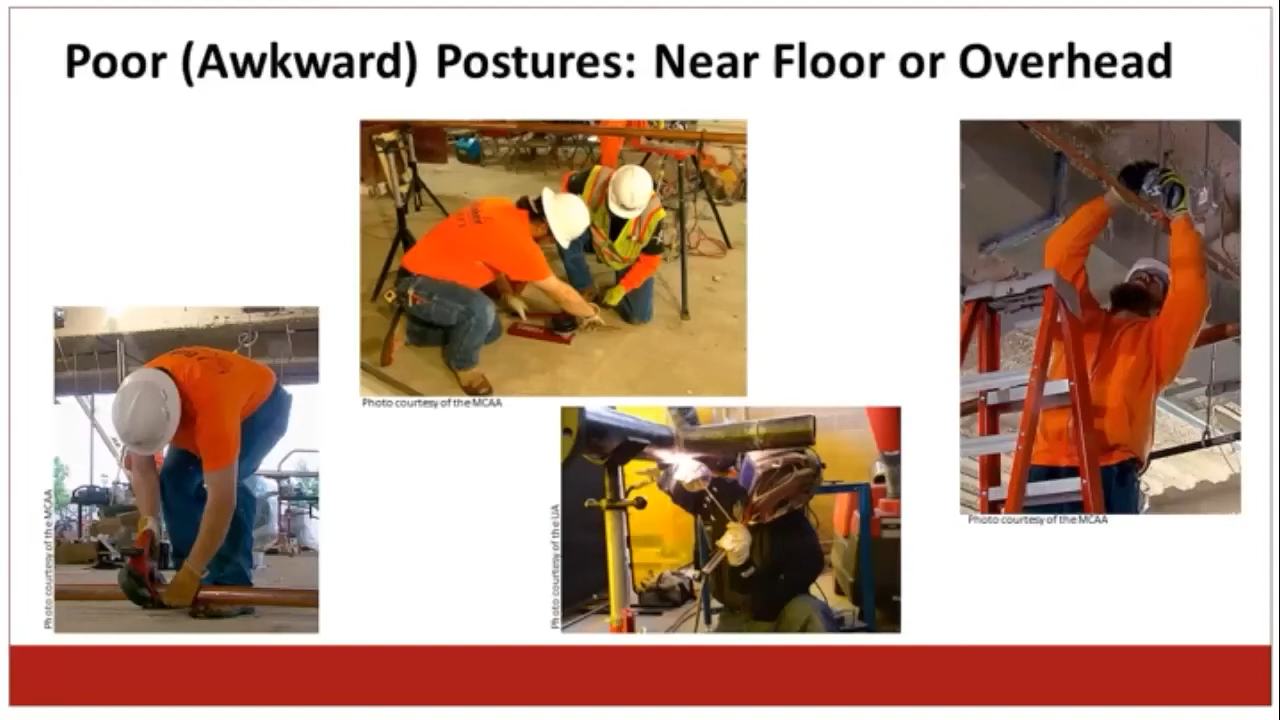 Poor (Awkward) Postures: Near Floor or Overhead
Photo courtesy of the MCAA
Photo courtesy of the MCAA
Photo courtesy of the UA
Photo courtesy of the MCAA